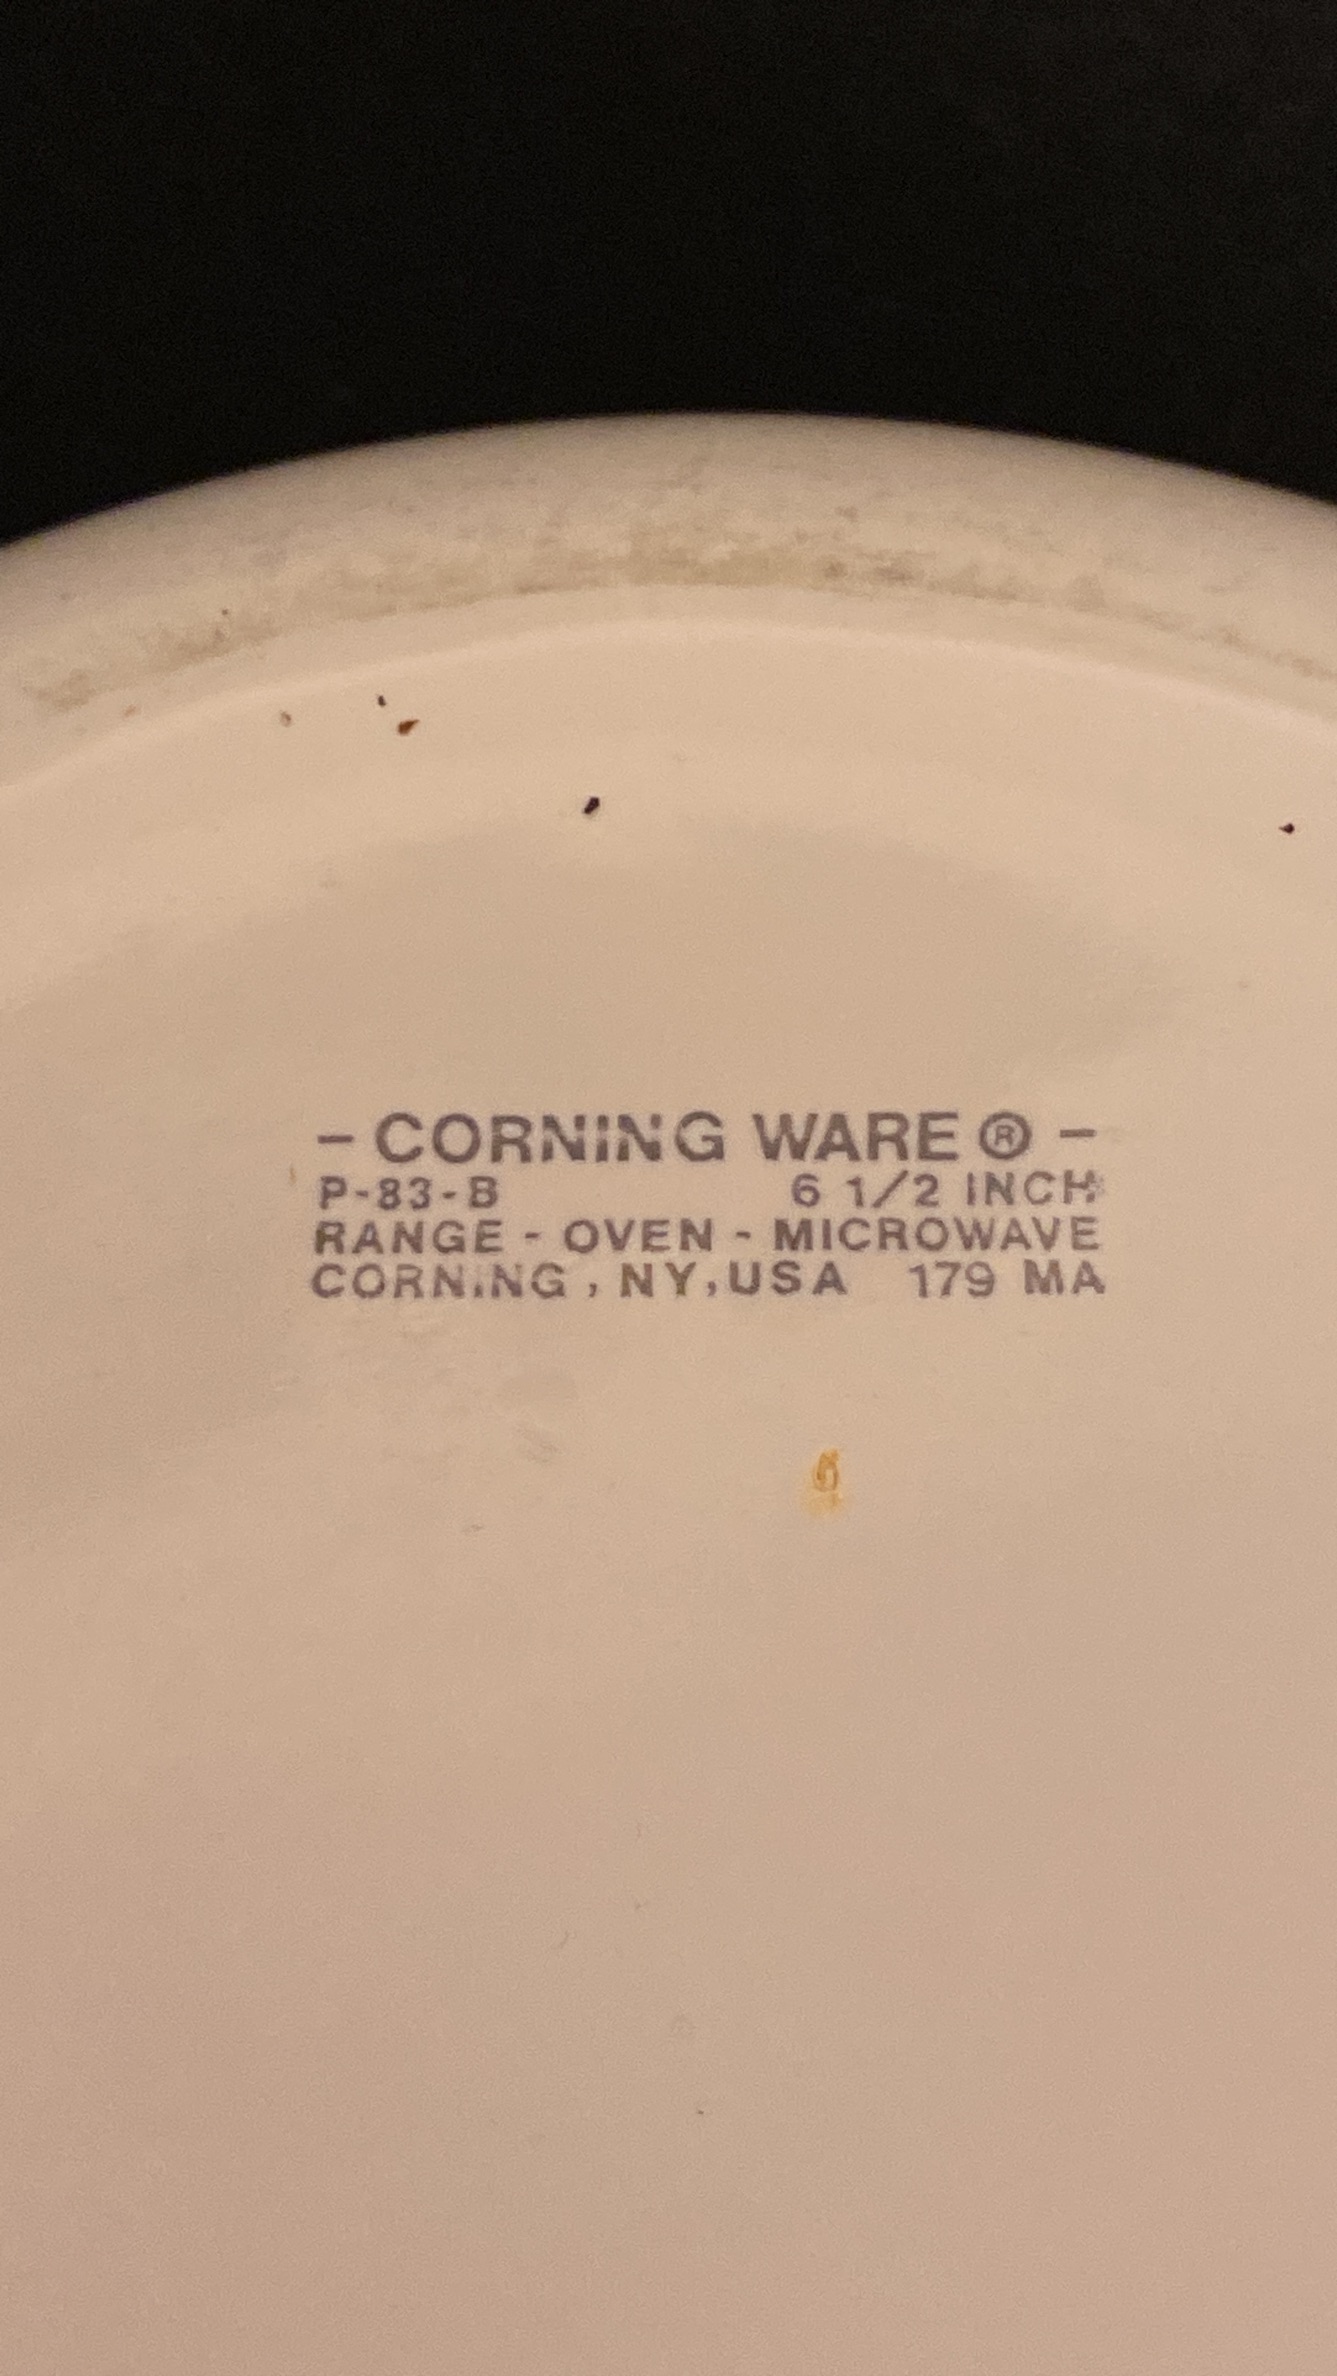 - CORNING WARE ® -
P-83-B 6 1/2 INCH
RANGE - OVEN - MICROWAVE
CORNING , NY, USA 179 MA